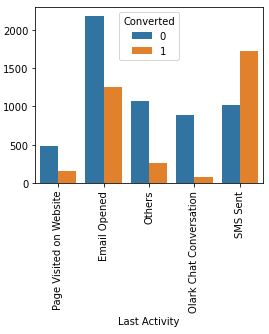 Converted
0
1
2000
1500
1000
500
0
Page Visited on Website
Email Opened
Others
Olark Chat Conversation
SMS Sent
Last Activity